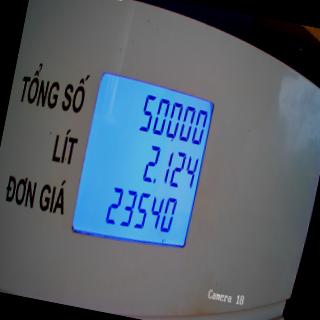 TỔNG SỐ 50000
LÍT 2.124
ĐƠN GIÁ 23540
Camera 18